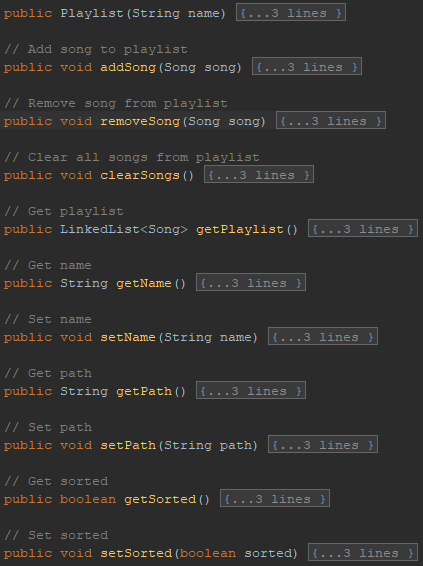 public Playlist(String name) {...3 lines }
// Add song to playlist
public void addSong(Song song) {...3 lines }
// Remove song from playlist
public void removeSong(Song song) {...3 lines }
// Clear all songs from playlist
public void clearSongs() {...3 lines }
// Get playlist
public LinkedList<Song> getPlaylist() {...3 lines }
// Get name
public String getName() {...3 lines }
// Set name
public void setName(String name) {...3 lines }
// Get path
public String getPath() {...3 lines }
// Set path
public void setPath(String path) {...3 lines }
// Get sorted
public boolean getSorted() {...3 lines }
// Set sorted
public void setSorted(boolean sorted) {...3 lines }